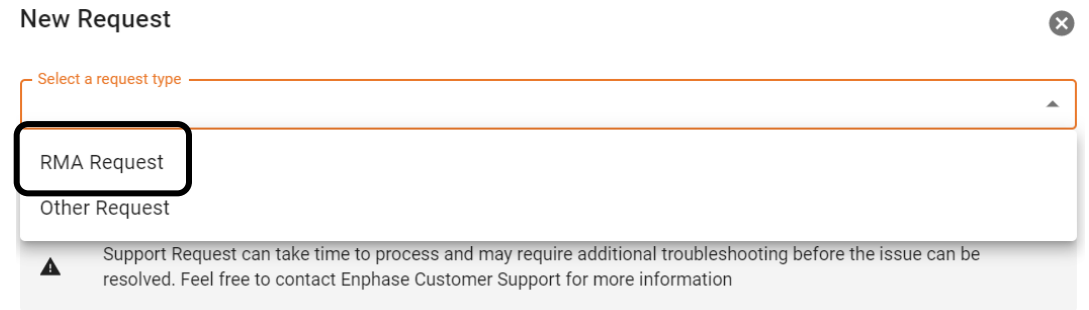 New Request
Select a request type
RMA Request
Other Request
Support Request can take time to process and may require additional troubleshooting before the issue can be
resolved. Feel free to contact Enphase Customer Support for more information